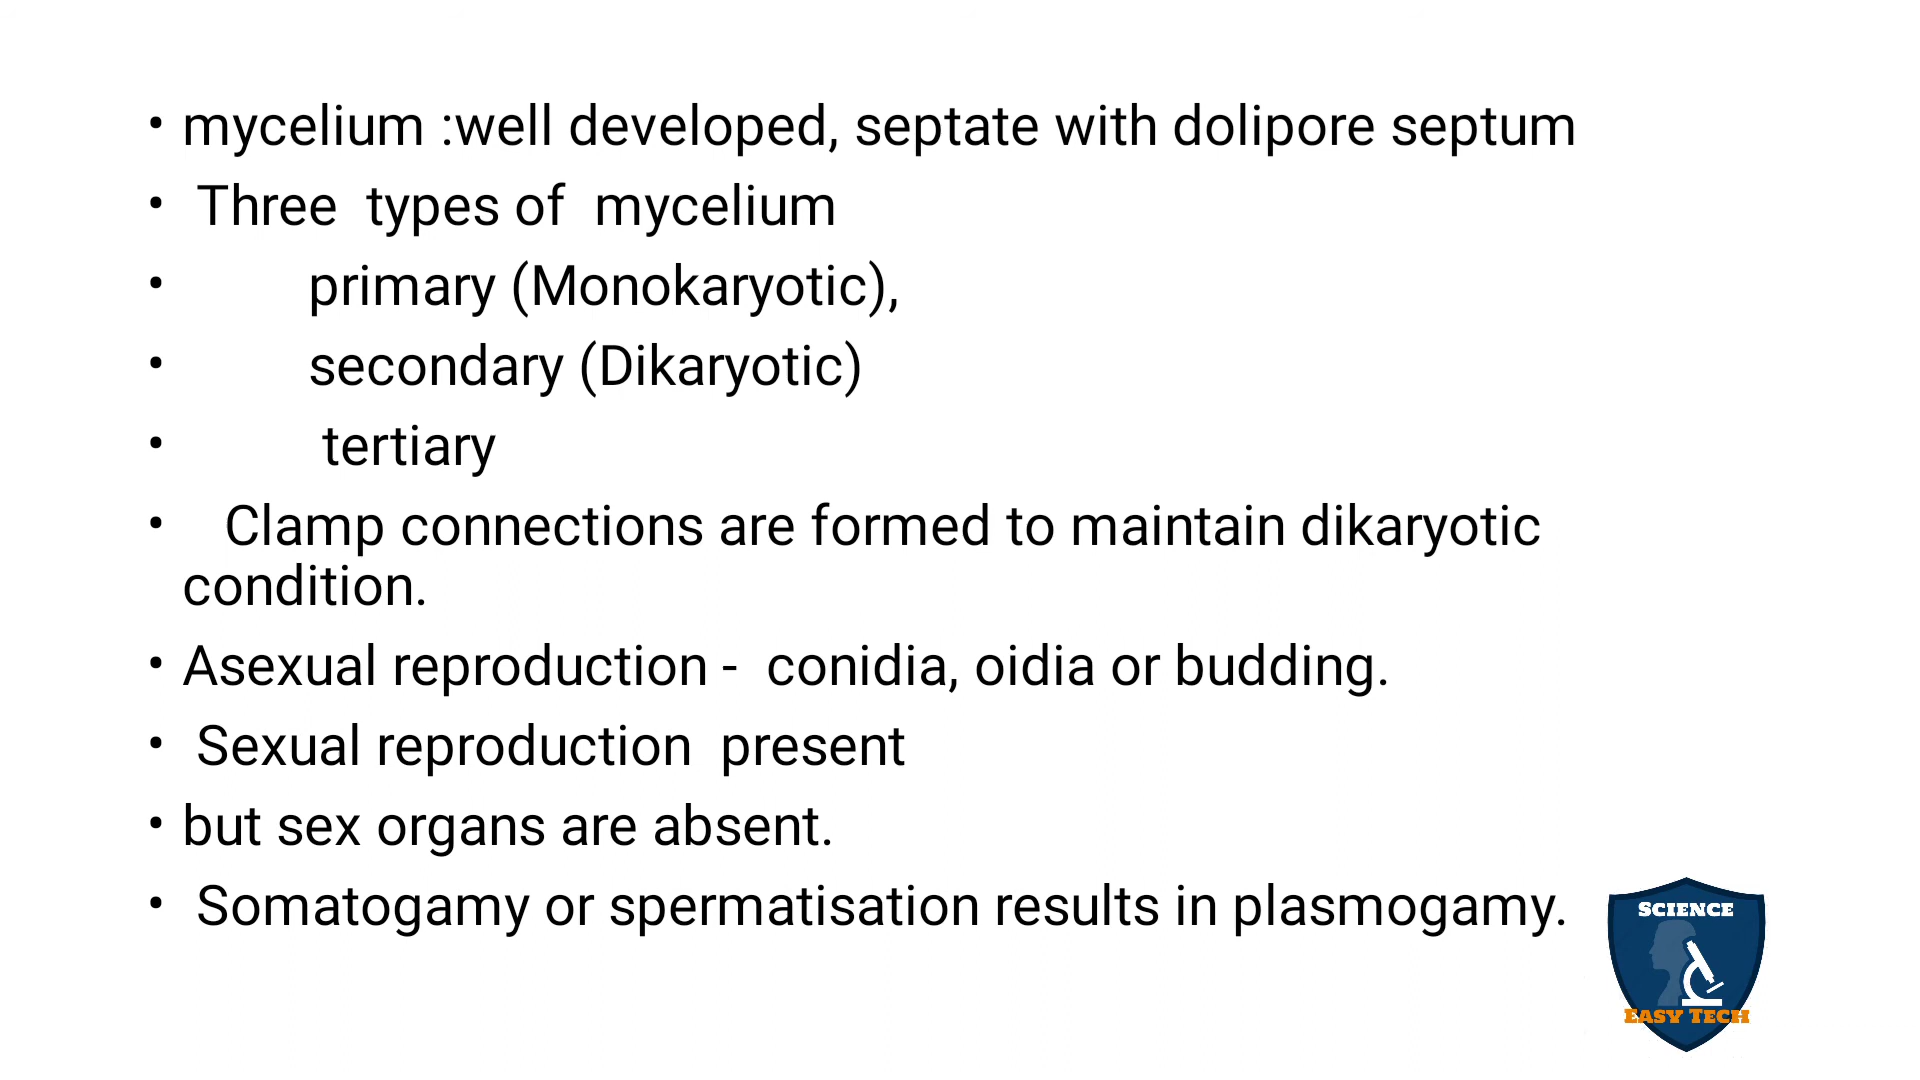 • mycelium :well developed, septate with dolipore septum
• Three types of mycelium
• primary (Monokaryotic),
• secondary (Dikaryotic)
• tertiary
• Clamp connections are formed to maintain dikaryotic
condition.
• Asexual reproduction - conidia, oidia or budding.
• Sexual reproduction present
• but sex organs are absent.
• Somatogamy or spermatisation results in plasmogamy.
SCIENCE
EASY TECH